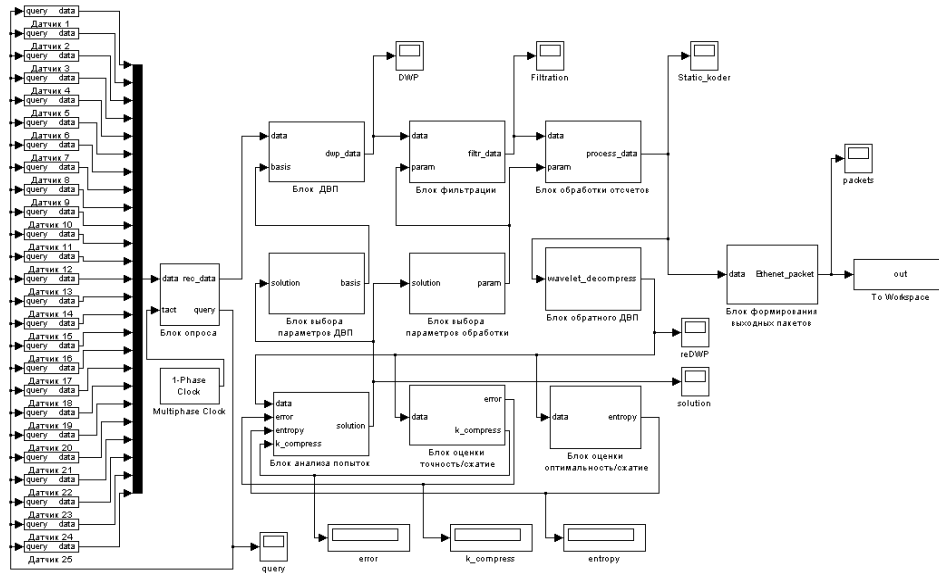 query data
Датчик 1
query data
Датчик 2
query data
Датчик 3
query data
Датчик 4
query data
Датчик 5
query data
Датчик 6
query data
Датчик 7
query data
Датчик 8
query data
Датчик 9
query data
Датчик 10
query data
Датчик 11
query data
Датчик 12
query data
Датчик 13
query data
Датчик 14
query data
Датчик 15
query data
Датчик 16
query data
Датчик 17
query data
Датчик 18
query data
Датчик 19
query data
Датчик 20
query data
Датчик 21
query data
Датчик 22
query data
Датчик 23
query data
Датчик 24
query data
Датчик 25
data rec_data
tact query
Блок опроса
1-Phase
Clock
Multiphase Clock
query
DWP
data
dwp_data
basis
Блок ДВП
Filtration
data
filtr_data
param
Блок фильтрации
Static_koder
data
process_data
param
Блок обработки отсчетов
packets
solution basis
Блок выбора
параметров ДВП
solution param
Блок выбора
параметров обработки
wavelet_decompress
Блок обратного ДВП
data Ethenet_packet
Блок формирования
выходных пакетов
out
To Workspace
reDWP
solution
data
error
entropy
k_compress
solution
Блок анализа попыток
data
error
k_compress
Блок оценки
точность/сжатие
data entropy
Блок оценки
оптимальность/сжатие
error
k_compress
entropy